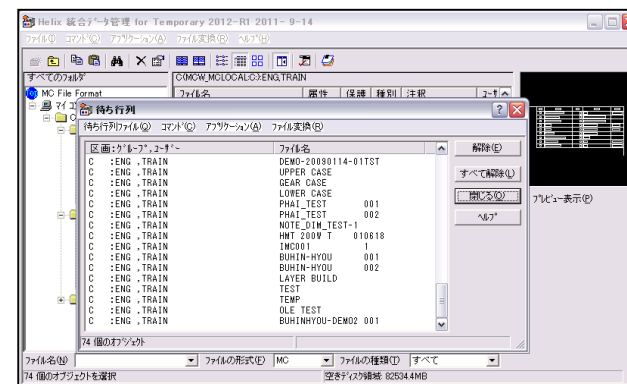 Helix 統合ﾃﾞｰﾀ管理 for Temporary 2012-R1 2011- 9-14
ﾌｧｲﾙ(F) ｺﾏﾝﾄﾞ(C) ｱﾌﾟﾘｹｰｼｮﾝ(A) ﾌｧｲﾙ変換(R) ﾍﾙﾌﾟ(H)
すべてのﾌｫﾙﾀﾞ
C(MCW_MCLOCAL:C>ENG,TRAIN
MC File Format
ﾌｧｲﾙ名 属性 保護 種別 注釈
待ち行列
待ち行列ﾌｧｲﾙ(Q) ｺﾏﾝﾄﾞ(C) ｱﾌﾟﾘｹｰｼｮﾝ(A) ﾌｧｲﾙ変換(R)
区画:ｸﾞﾙｰﾌﾟ,ﾕｰｻﾞｰ ﾌｧｲﾙ名
C :ENG ,TRAIN DEMO-20090114-01TST
C :ENG ,TRAIN UPPER CASE
C :ENG ,TRAIN GEAR CASE
C :ENG ,TRAIN LOWER CASE
C :ENG ,TRAIN PHAI_TEST 001
C :ENG ,TRAIN PHAI_TEST 002
C :ENG ,TRAIN NOTE_DIM_TEST-1
C :ENG ,TRAIN HMT 200W T 010618
C :ENG ,TRAIN IMC001 1
C :ENG ,TRAIN BUHIN-HYOU 001
C :ENG ,TRAIN BUHIN-HYOU 002
C :ENG ,TRAIN LAYER BUILD
C :ENG ,TRAIN TEST
C :ENG ,TRAIN TEMP
C :ENG ,TRAIN OLE TEST
C :ENG ,TRAIN BUHINHYOU-DEMO2 001
解除(E)
すべて解除(L)
閉じる(O)
ﾍﾙﾌﾟ
74 個のｵﾌﾞｼﾞｪｸﾄ
ﾌﾟﾚﾋﾞｭｰ表示(P)
ﾌｧｲﾙ名(N) ﾌｧｲﾙの形式(F) MC ﾌｧｲﾙの種類(T) すべて
74 個のオブジェクトを選択 空きﾃﾞｨｽｸ領域: 82534.4MB